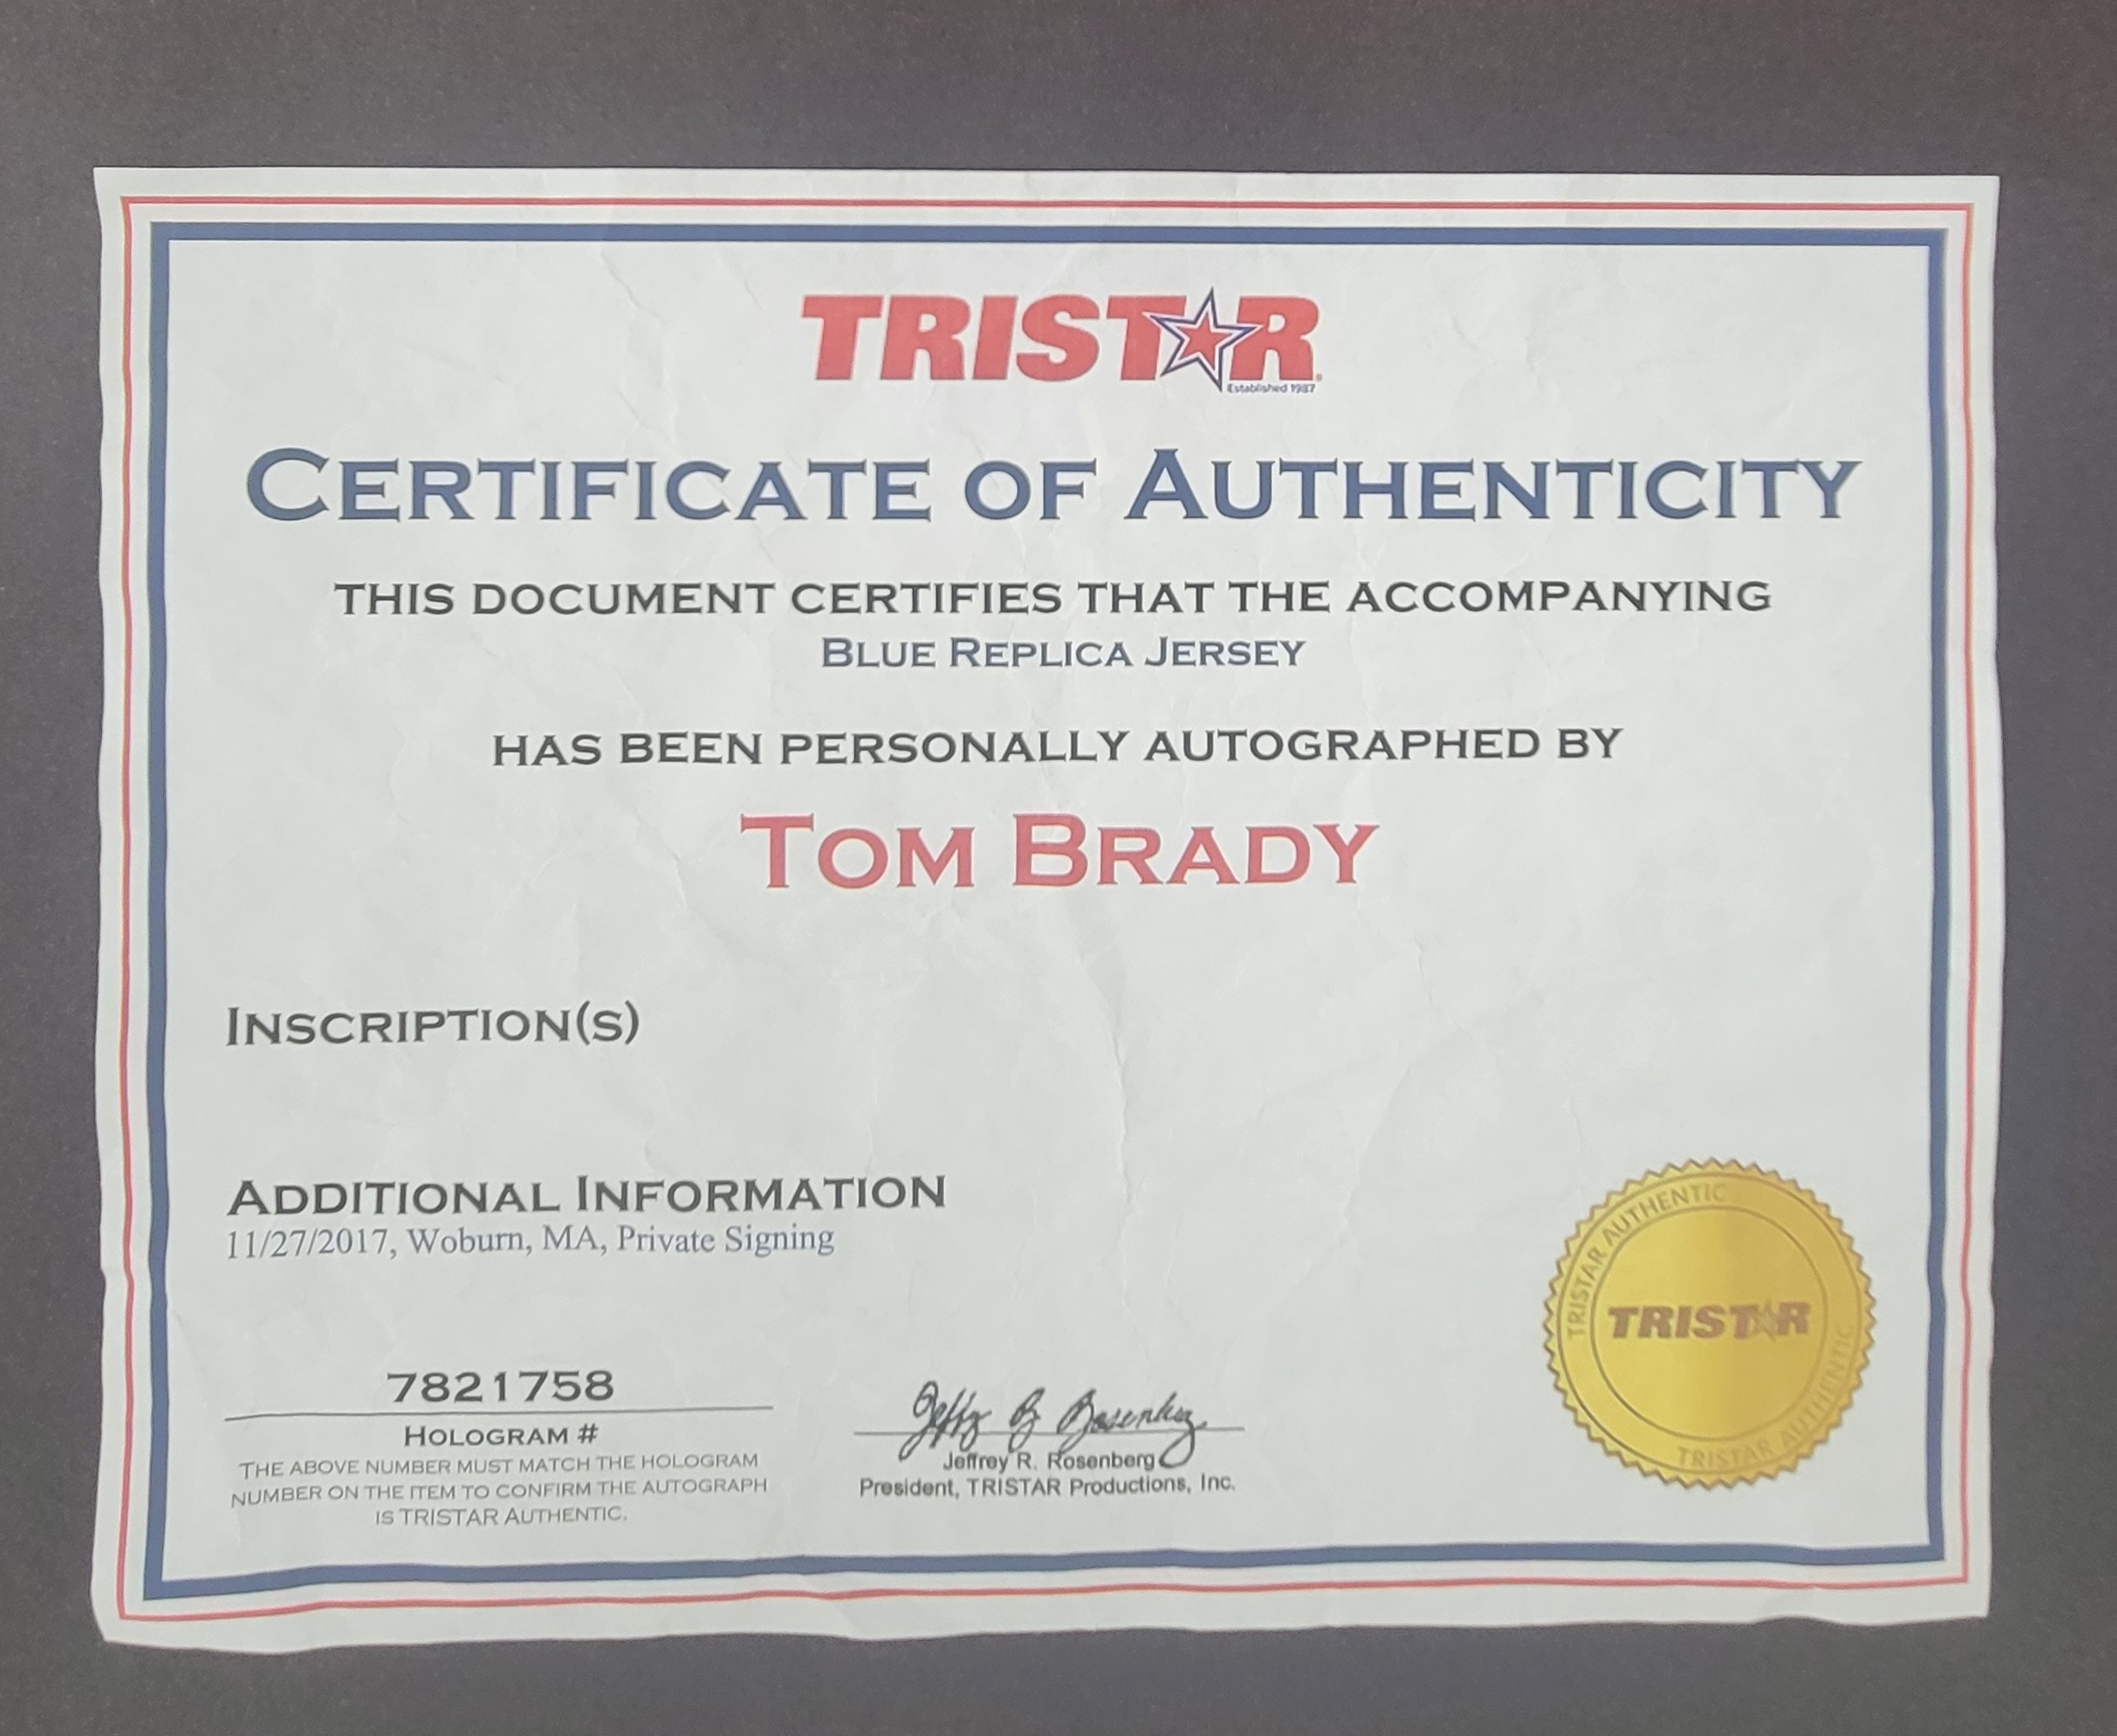 TRISTAR
Established 1987
CERTIFICATE OF AUTHENTICITY
THIS DOCUMENT CERTIFIES THAT THE ACCOMPANYING
BLUE REPLICA JERSEY
HAS BEEN PERSONALLY AUTOGRAPHED BY
TOM BRADY
INSCRIPTION(S)
ADDITIONAL INFORMATION
11/27/2017, Woburn, MA, Private Signing
7821758
HOLOGRAM #
THE ABOVE NUMBER MUST MATCH THE HOLOGRAM
NUMBER ON THE ITEM TO CONFIRM THE AUTOGRAPH
IS TRISTAR AUTHENTIC.
Jeffrey R. Rosenberg
Jeffrey R. Rosenberg
President, TRISTAR Productions, Inc.
TRISTAR AUTHENTIC
TRISTAR
TRISTAR AUTHENTIC